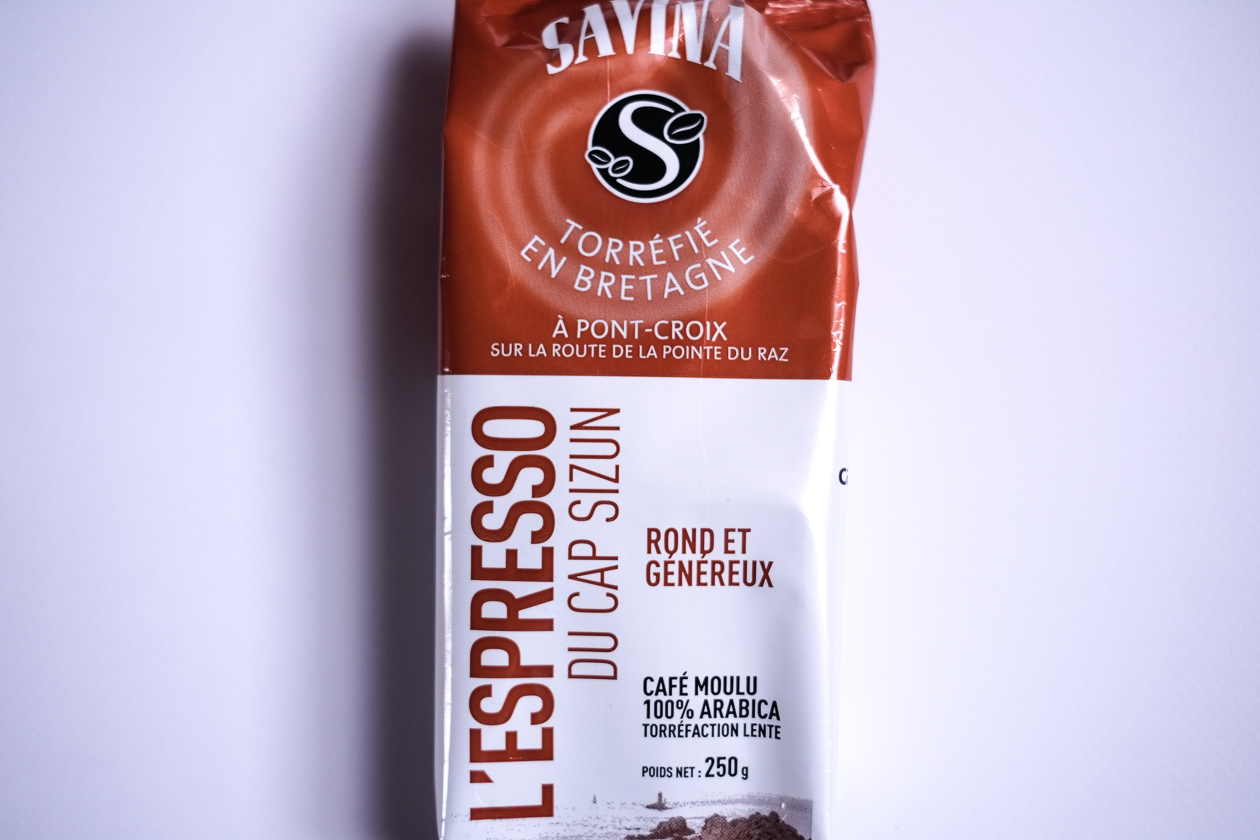 SAVINA
S
TORRÉFIÉ
EN BRETAGNE
À PONT-CROIX
SUR LA ROUTE DE LA POINTE DU RAZ
L'ESPRESSO
DU CAP SIZUN
ROND ET
GÉNÉREUX
CAFÉ MOULU
100% ARABICA
TORRÉFACTION LENTE
POIDS NET : 250 g